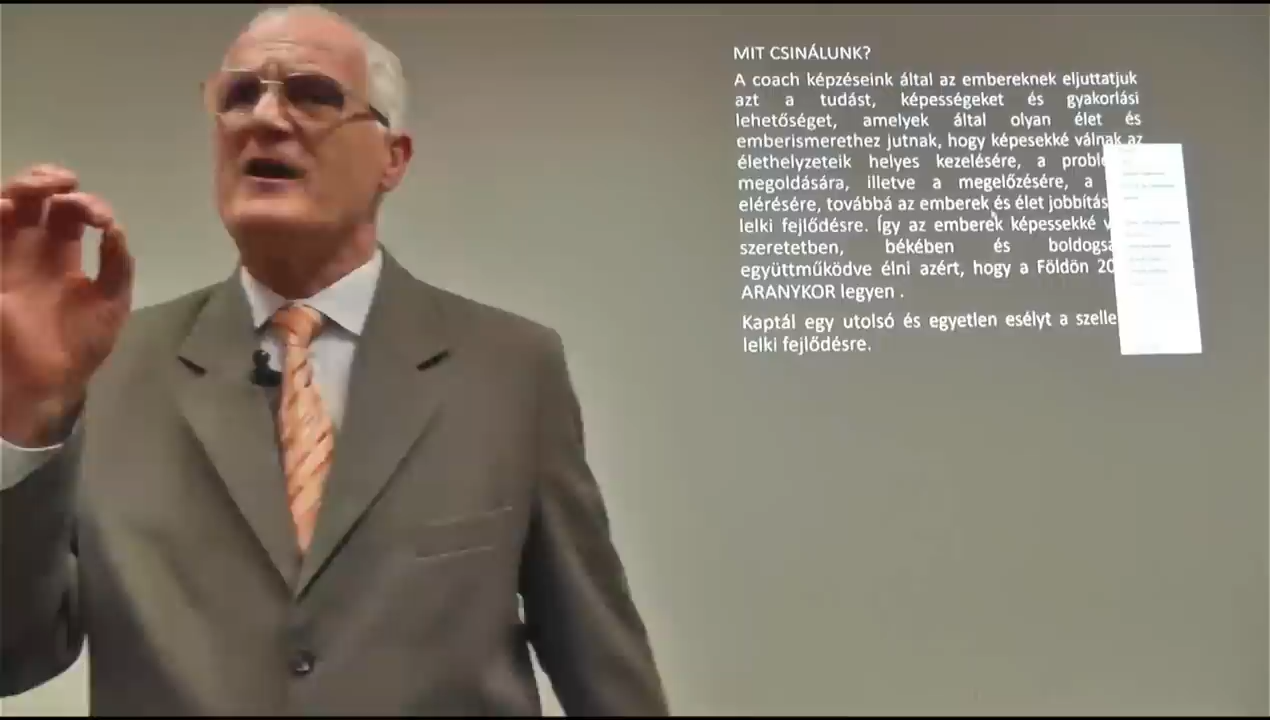 MIT CSINÁLUNK?
A coach képzéseink által az embereknek eljuttatjuk
azt a tudást, képességeket és gyakorlási
lehetőséget, amelyek által olyan élet és
emberismerethez jutnak, hogy képesekké válnak az
élethelyzeteik helyes kezelésére, a
megoldására, illetve a megelőzésére, a
elérésére, továbbá az emberek és élet
lelki fejlődésre. Így az emberek képessekké
szeretetben, békében és
együttműködve élni azért, hogy a Földön
ARANYKOR legyen .
Kaptál egy utolsó és egyetlen esélyt a
lelki fejlődésre.